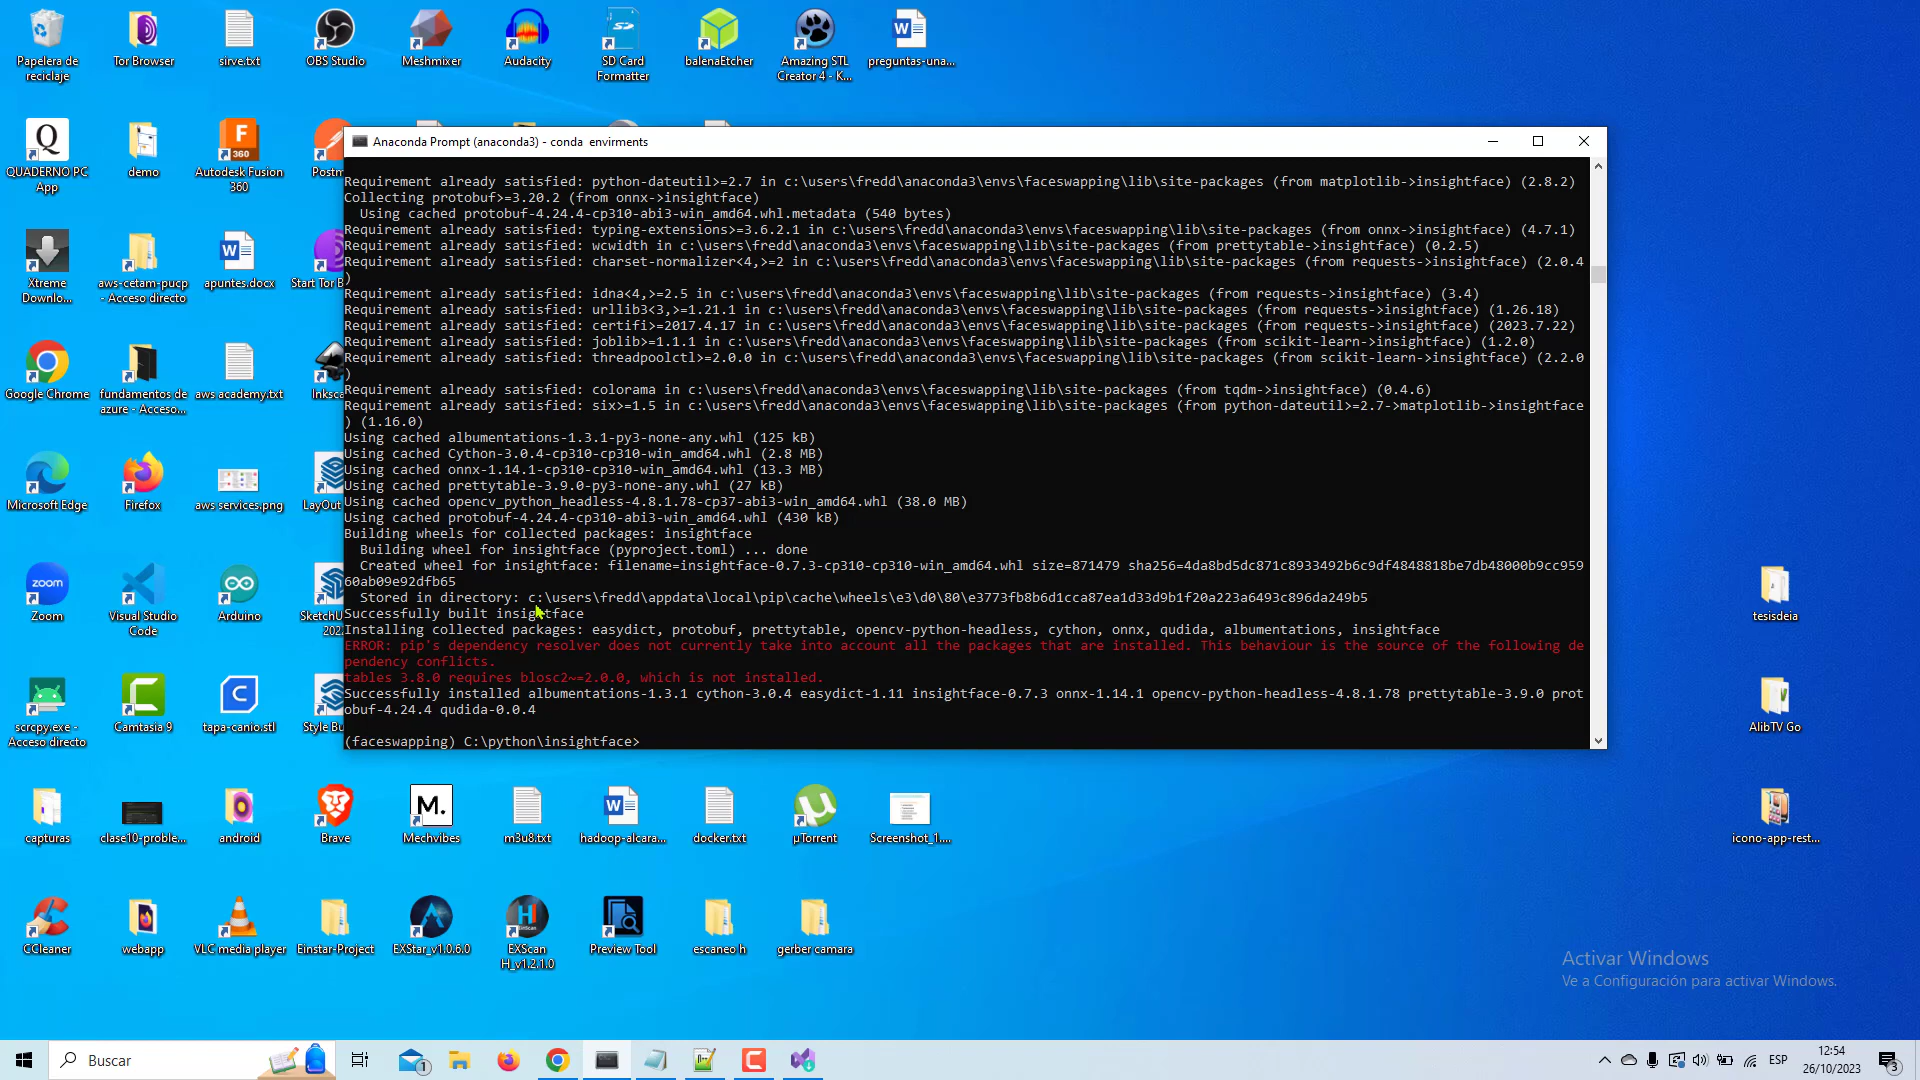 Papelera de
reciclaje
Tor Browser
sirve.txt
OBS Studio
Meshmixer
Audacity
SD Card
Formatter
balenaEtcher
Amazing STL
Creator 4 - K...
preguntas-una...
QUADERNO PC
App
demo
Autodesk Fusion
360
Postm
Xtreme
Downlo...
aws-cetam-pucp
- Acceso directo
apuntes.docx
Start Tor B
Google Chrome
fundamentos de
azure - Acceso...
aws academy.txt
Inksca
Microsoft Edge
Firefox
aws services.png
LayOut
Zoom
Visual Studio
Code
Arduino
SketchU
202
scrcpy.exe -
Acceso directo
Camtasia 9
tapa-canio.stl
Style Bu
Anaconda Prompt (anaconda3) - conda  envirments
Requirement already satisfied: python-dateutil>=2.7 in c:\users\fredd\anaconda3\envs\faceswapping\lib\site-packages (from matplotlib->insightface) (2.8.2)
Collecting protobuf>=3.20.2 (from onnx->insightface)
  Using cached protobuf-4.24.4-cp310-abi3-win_amd64.whl.metadata (540 bytes)
Requirement already satisfied: typing-extensions>=3.6.2.1 in c:\users\fredd\anaconda3\envs\faceswapping\lib\site-packages (from onnx->insightface) (4.7.1)
Requirement already satisfied: wcwidth in c:\users\fredd\anaconda3\envs\faceswapping\lib\site-packages (from prettytable->insightface) (0.2.5)
Requirement already satisfied: charset-normalizer<4,>=2 in c:\users\fredd\anaconda3\envs\faceswapping\lib\site-packages (from requests->insightface) (2.0.4
)
Requirement already satisfied: idna<4,>=2.5 in c:\users\fredd\anaconda3\envs\faceswapping\lib\site-packages (from requests->insightface) (3.4)
Requirement already satisfied: urllib3<3,>=1.21.1 in c:\users\fredd\anaconda3\envs\faceswapping\lib\site-packages (from requests->insightface) (1.26.18)
Requirement already satisfied: certifi>=2017.4.17 in c:\users\fredd\anaconda3\envs\faceswapping\lib\site-packages (from requests->insightface) (2023.7.22)
Requirement already satisfied: joblib>=1.1.1 in c:\users\fredd\anaconda3\envs\faceswapping\lib\site-packages (from scikit-learn->insightface) (1.2.0)
Requirement already satisfied: threadpoolctl>=2.0.0 in c:\users\fredd\anaconda3\envs\faceswapping\lib\site-packages (from scikit-learn->insightface) (2.2.0
)
Requirement already satisfied: colorama in c:\users\fredd\anaconda3\envs\faceswapping\lib\site-packages (from tqdm->insightface) (0.4.6)
Requirement already satisfied: six>=1.5 in c:\users\fredd\anaconda3\envs\faceswapping\lib\site-packages (from python-dateutil>=2.7->matplotlib->insightface
) (1.16.0)
Using cached albumentations-1.3.1-py3-none-any.whl (125 kB)
Using cached Cython-3.0.4-cp310-cp310-win_amd64.whl (2.8 MB)
Using cached onnx-1.14.1-cp310-cp310-win_amd64.whl (13.3 MB)
Using cached prettytable-3.9.0-py3-none-any.whl (27 kB)
Using cached opencv_python_headless-4.8.1.78-cp37-abi3-win_amd64.whl (38.0 MB)
Using cached protobuf-4.24.4-cp310-abi3-win_amd64.whl (430 kB)
Building wheels for collected packages: insightface
  Building wheel for insightface (pyproject.toml) ... done
  Created wheel for insightface: filename=insightface-0.7.3-cp310-cp310-win_amd64.whl size=871479 sha256=4da8bd5dc871c8933492b6c9df4848818be7db48000b9cc959
60ab09e92dfb65
  Stored in directory: c:\users\fredd\appdata\local\pip\cache\wheels\e3\d0\80\e3773fb8b6d1cca87ea1d33d9b1f20a223a6493c896da249b5
Successfully built insightface
Installing collected packages: easydict, protobuf, prettytable, opencv-python-headless, cython, onnx, qudida, albumentations, insightface
ERROR: pip's dependency resolver does not currently take into account all the packages that are installed. This behaviour is the source of the following de
pendency conflicts.
tables 3.8.0 requires blosc2~=2.0.0, which is not installed.
Successfully installed albumentations-1.3.1 cython-3.0.4 easydict-1.11 insightface-0.7.3 onnx-1.14.1 opencv-python-headless-4.8.1.78 prettytable-3.9.0 prot
obuf-4.24.4 qudida-0.0.4
(faceswapping) C:\python\insightface>
tesisdeia
AlibTV Go
icono-app-rest...
capturas
clase10-proble...
android
Brave
Mechvibes
m3u8.txt
hadoop-alcara...
docker.txt
µTorrent
Screenshot_1....
CCleaner
webapp
VLC media player
Einstar-Project
EXStar_v1.0.6.0
EXScan
H_v1.2.1.0
Preview Tool
escaneo h
gerber camara
Activar Windows
Ve a Configuración para activar Windows.
Buscar
1
ESP
12:54
26/10/2023
3